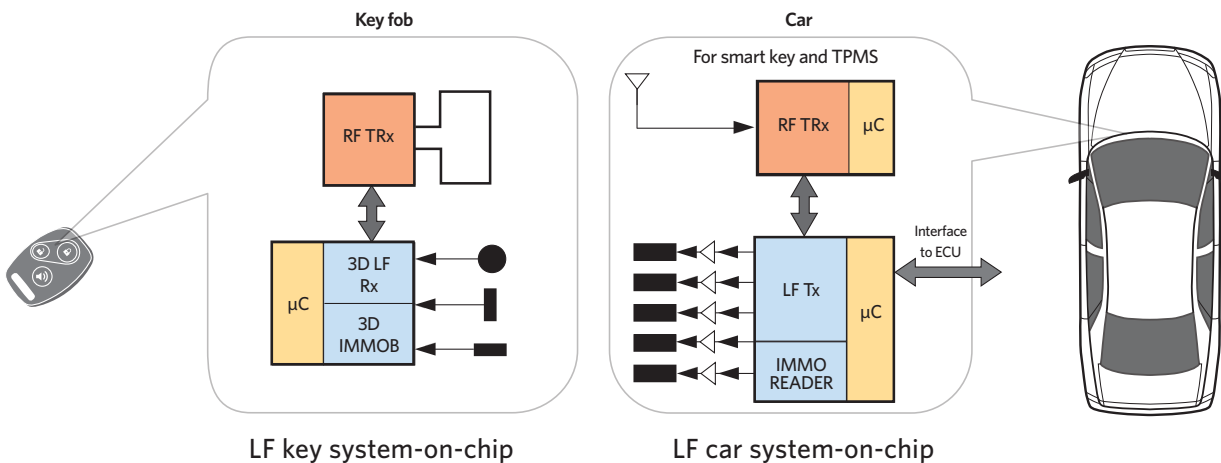 Key fob
Car
For smart key and TPMS
RF TRx
RF TRx
µC
3D LF
Rx
µC
3D
IMMOB
LF Tx
µC
IMMO
READER
Interface
to ECU
LF key system-on-chip
LF car system-on-chip